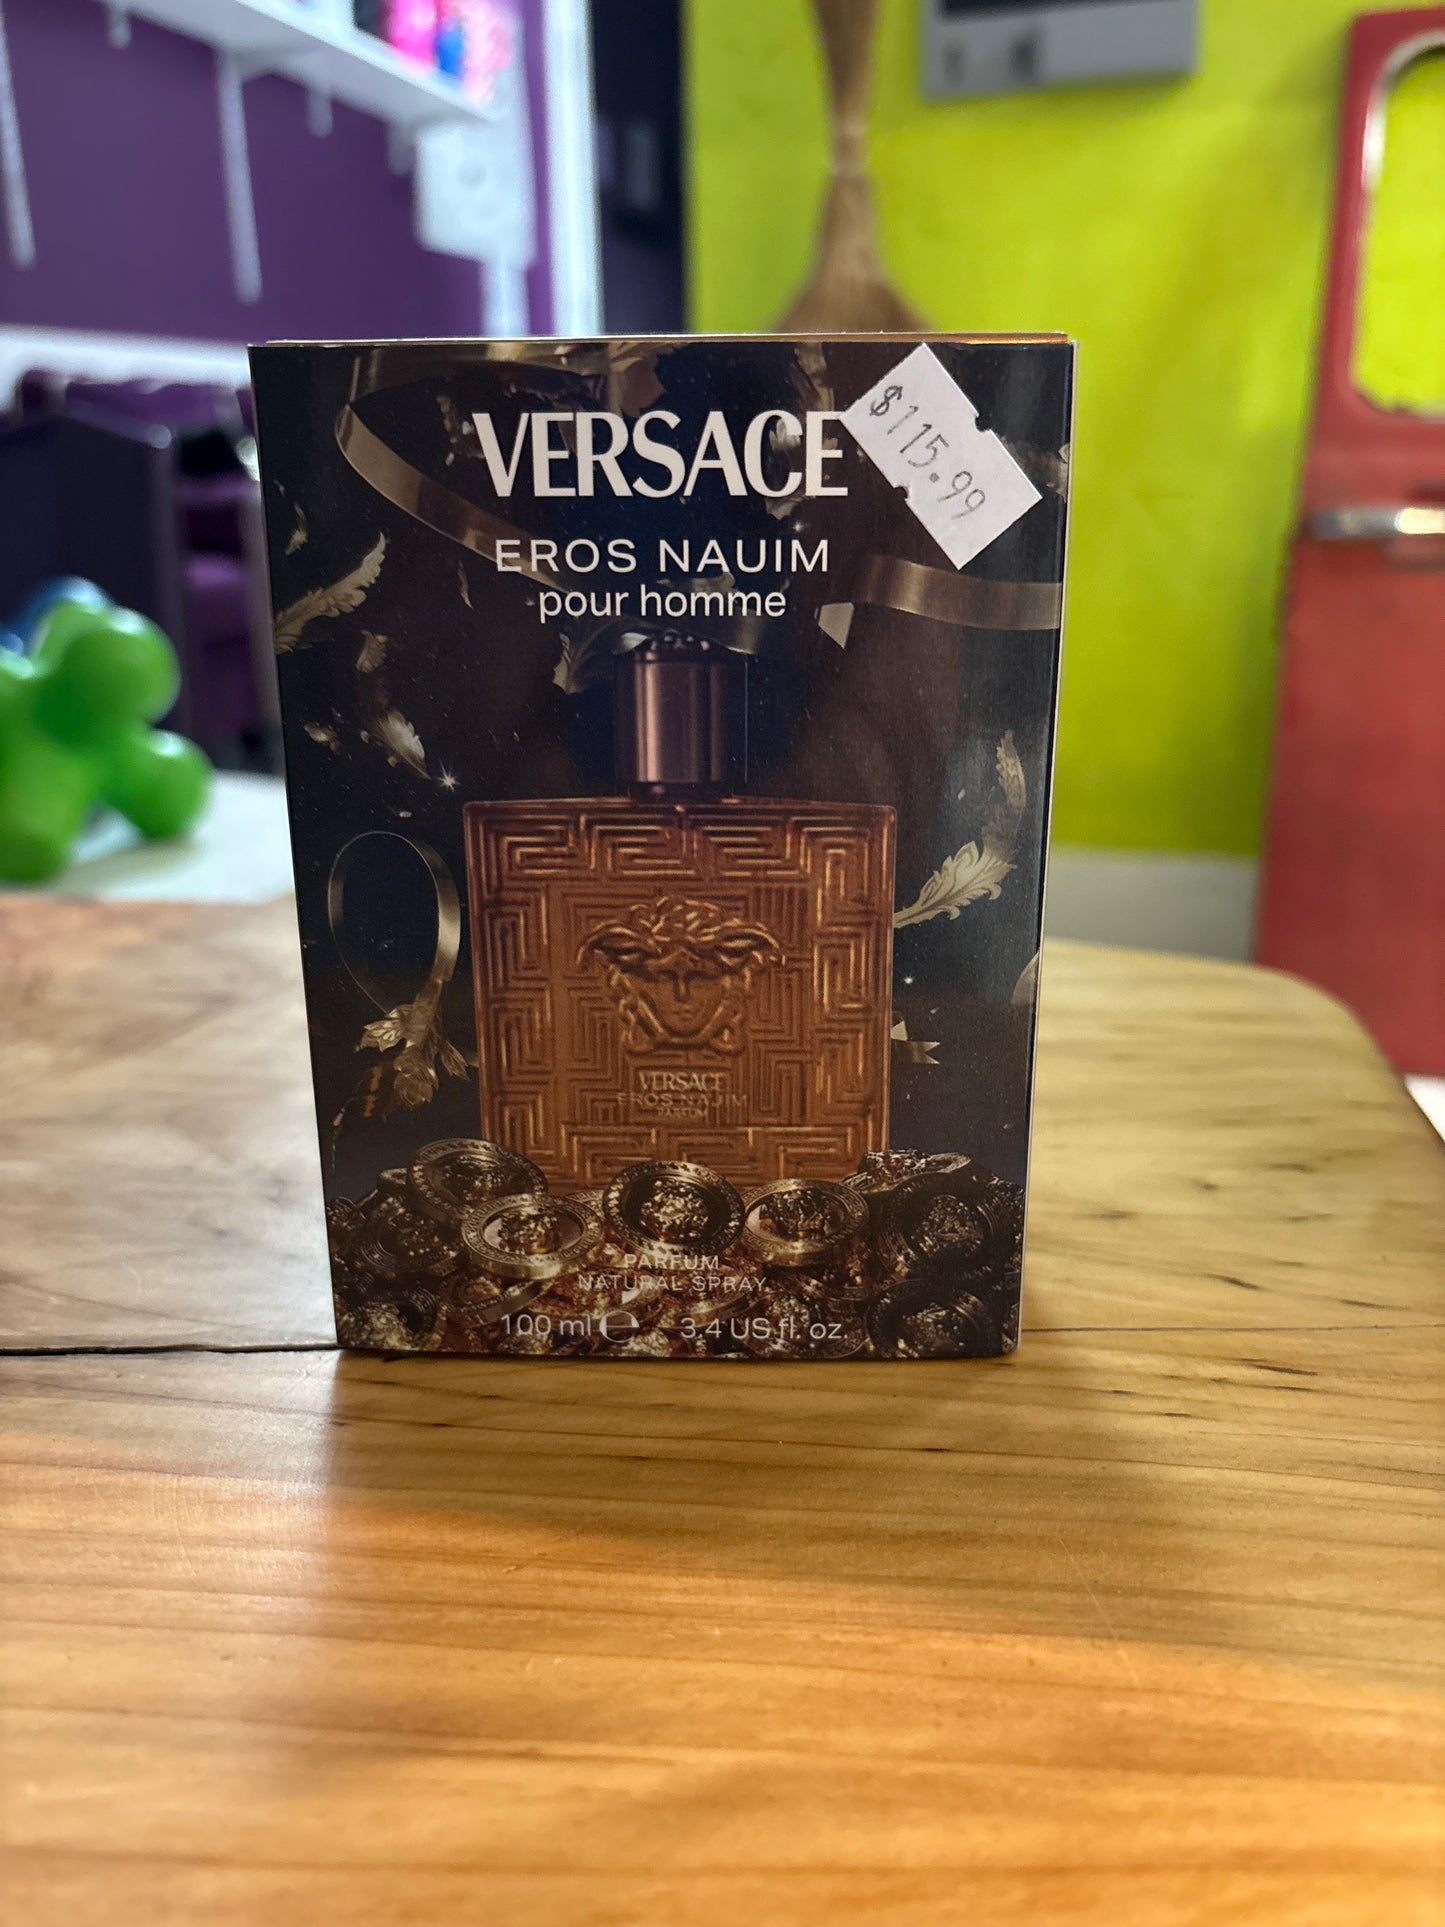 VERSACE
$115.99
EROS NAUIM
pour homme
VERSACE
EROS NAJIM
PARFUM
PARFUM
NATURAL SPRAY
100 ml ℮ 3.4 US fl. oz.